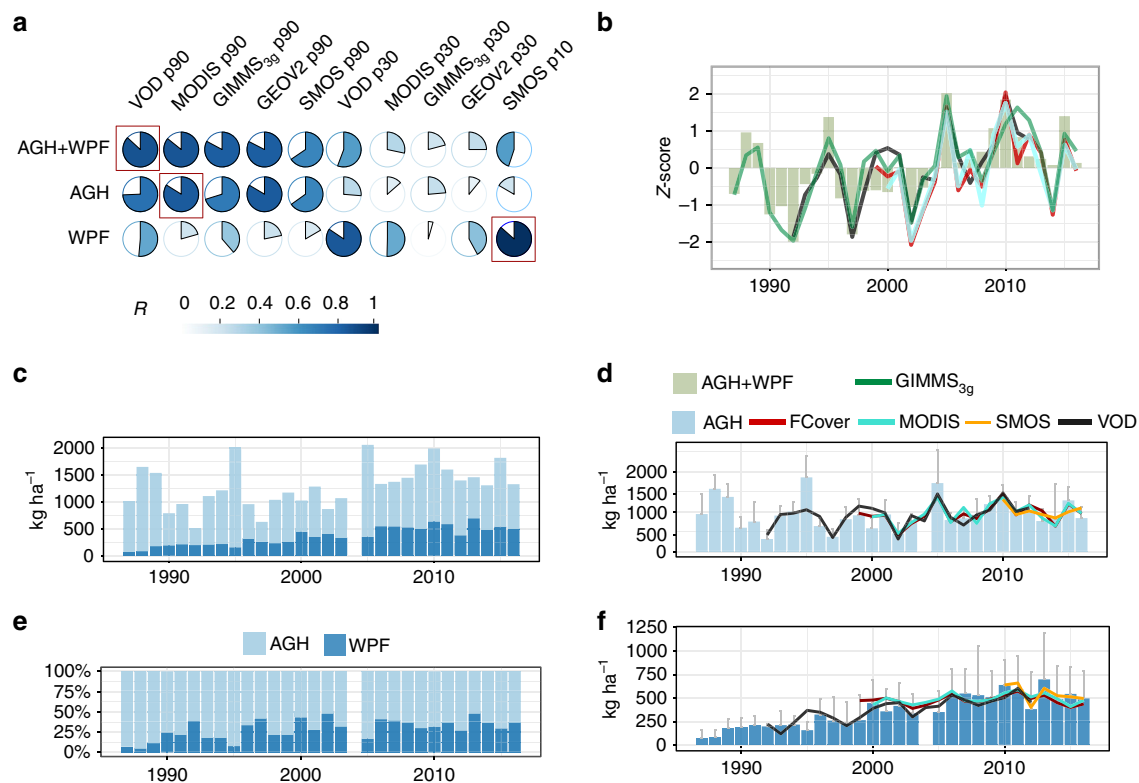 a
VOD p90
MODIS p90
GIMMS3g p90
GEOV2 p90
SMOS p90
VOD p30
MODIS p30
GIMMS3g p30
GEOV2 p30
SMOS p10
AGH+WPF
AGH
WPF
R
0 0.2 0.4 0.6 0.8 1
b
Z-score
2
1
0
−1
−2
1990 2000 2010
c
kg ha−1
2000
1500
1000
500
0
1990 2000 2010
d
AGH+WPF GIMMS3g
AGH FCover MODIS SMOS VOD
kg ha−1
2000
1500
1000
500
0
1990 2000 2010
e
AGH WPF
100%
75%
50%
25%
0%
1990 2000 2010
f
kg ha−1
1250
1000
750
500
250
0
1990 2000 2010